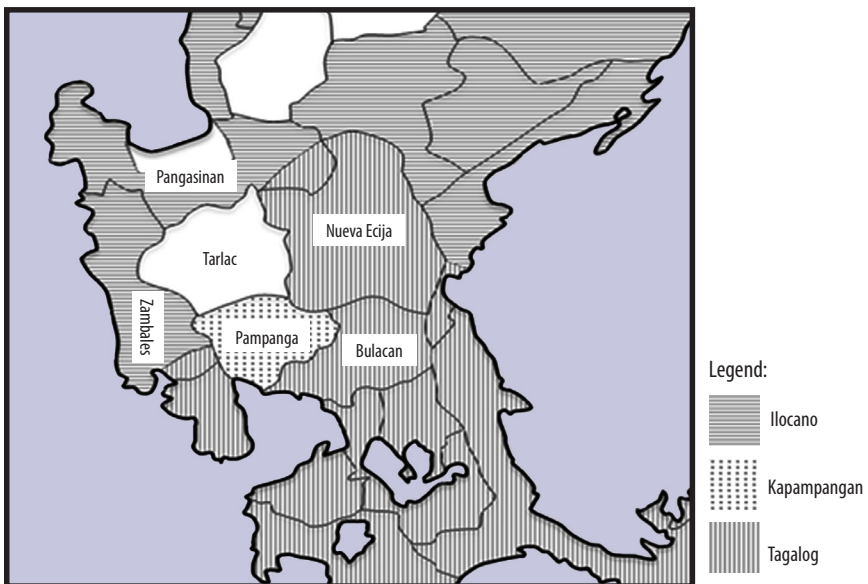 Pangasinan
Nueva Ecija
Tarlac
Zambales
Pampanga
Bulacan
Legend:
Ilocano
Kapampangan
Tagalog